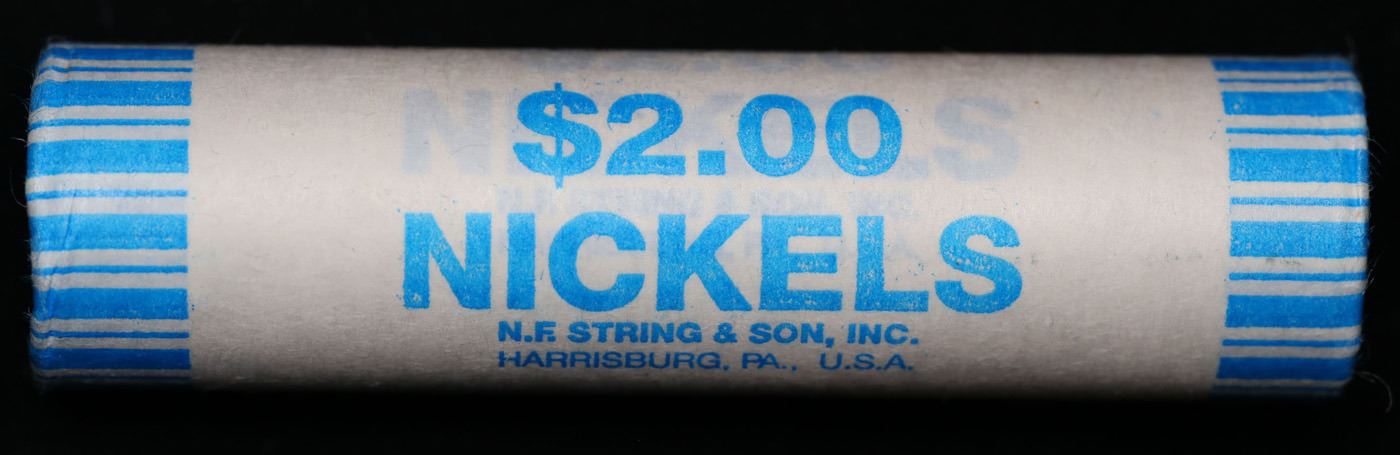 $2.00
NICKELS
N.F. STRING & SON, INC.
HARRISBURG, PA., U.S.A.